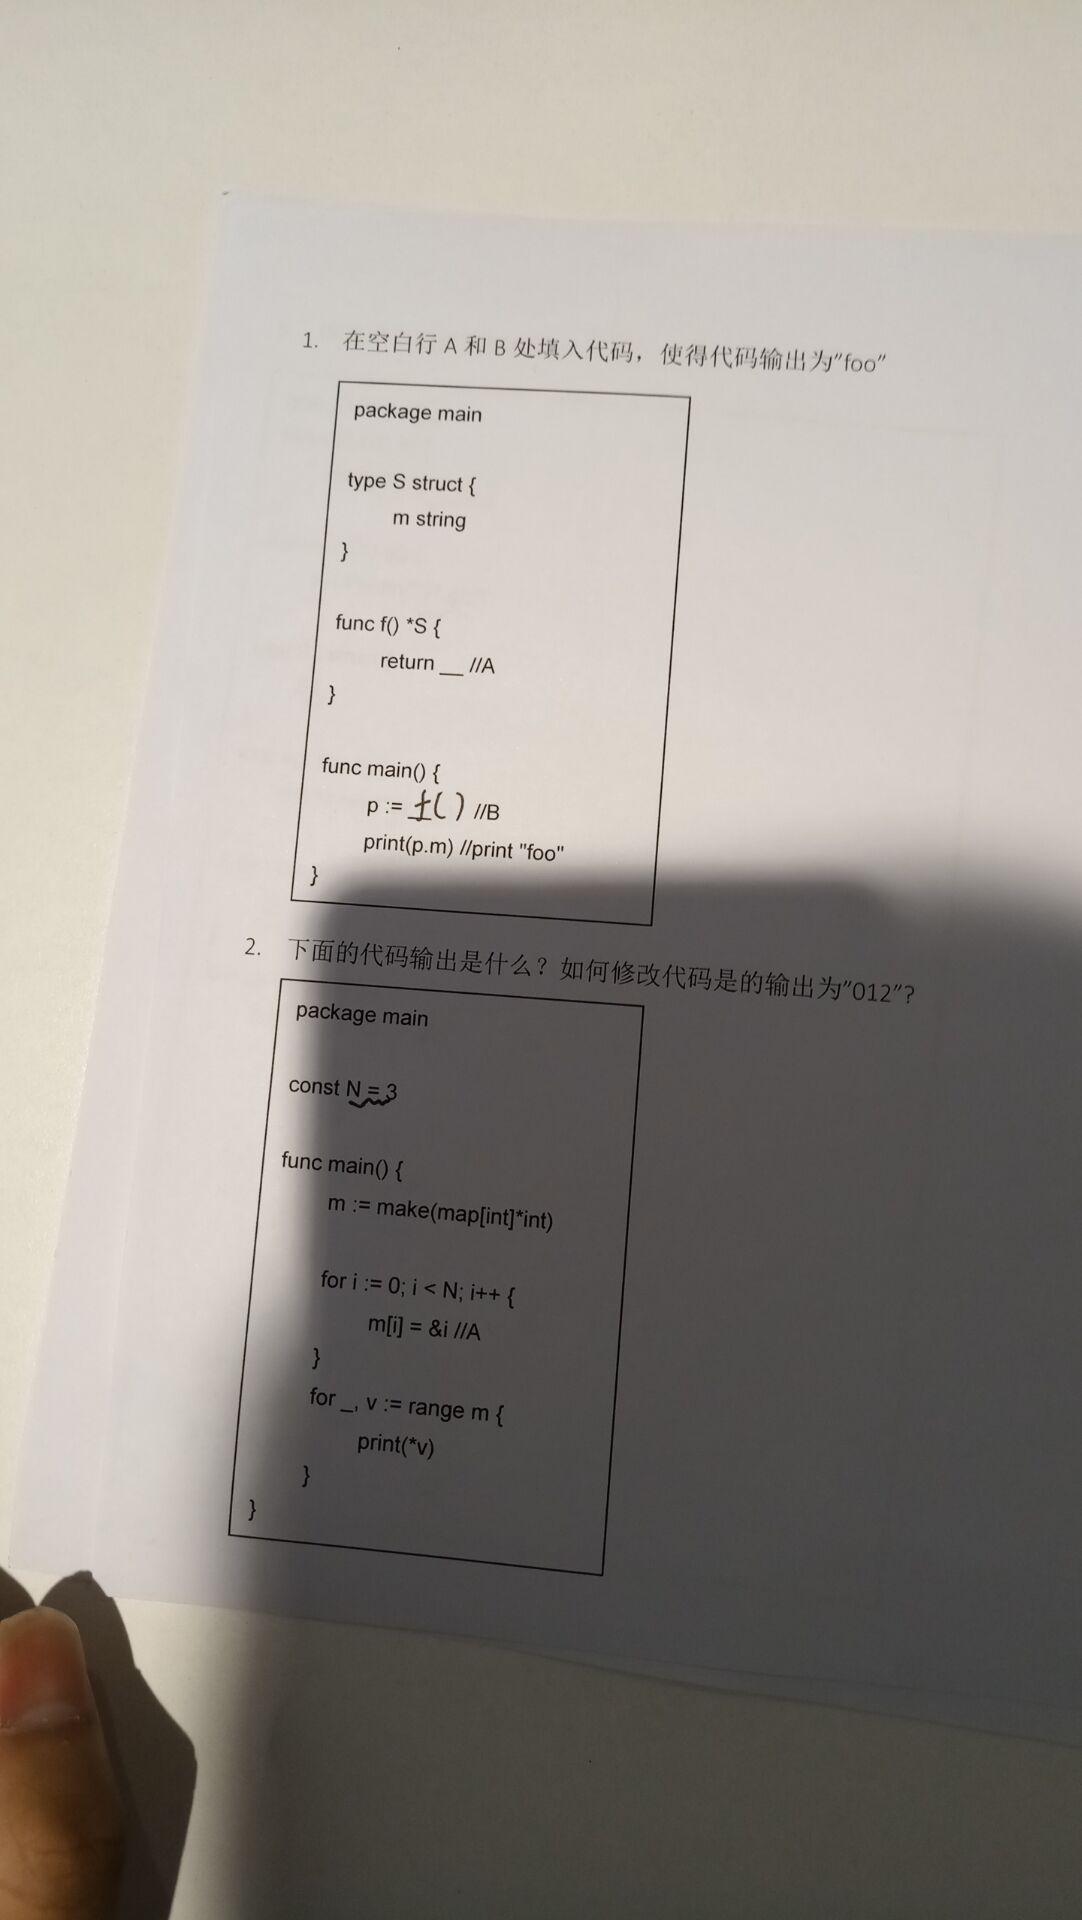 1. 在空白行 A 和 B 处填入代码，使得代码输出为"foo"
package main
type S struct {
m string
}
func f() *S {
return __ //A
}
func main() {
p := f() //B
print(p.m) //print "foo"
}
2. 下面的代码输出是什么？如何修改代码是的输出为"012"?
package main
const N = 3
func main() {
m := make(map[int]*int)
for i := 0; i < N; i++ {
m[i] = &i //A
}
for _, v := range m {
print(*v)
}
}